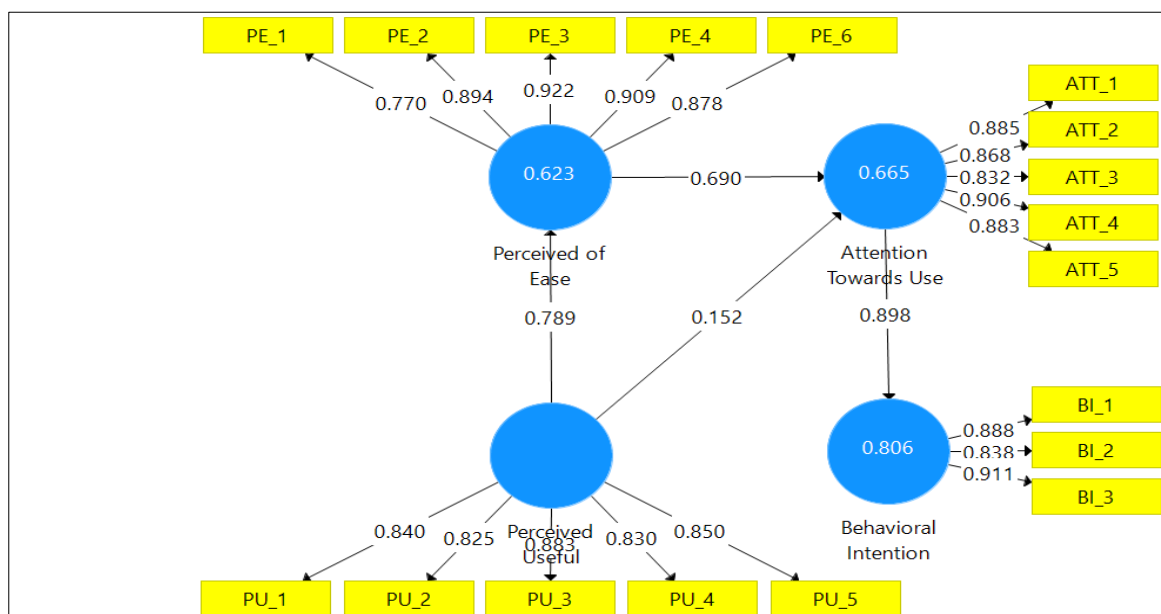 PE_1 PE_2 PE_3 PE_4 PE_6
0.770 0.894 0.922 0.909 0.878
ATT_1
ATT_2
ATT_3
ATT_4
ATT_5
0.885
0.868
0.832
0.906
0.883
0.623
0.690
0.665
Perceived of
Ease
Attention
Towards Use
0.789
0.152
0.898
BI_1
BI_2
BI_3
0.888
0.838
0.911
0.806
Behavioral
Intention
Perceived
Useful
0.840 0.825 0.883 0.830 0.850
PU_1 PU_2 PU_3 PU_4 PU_5